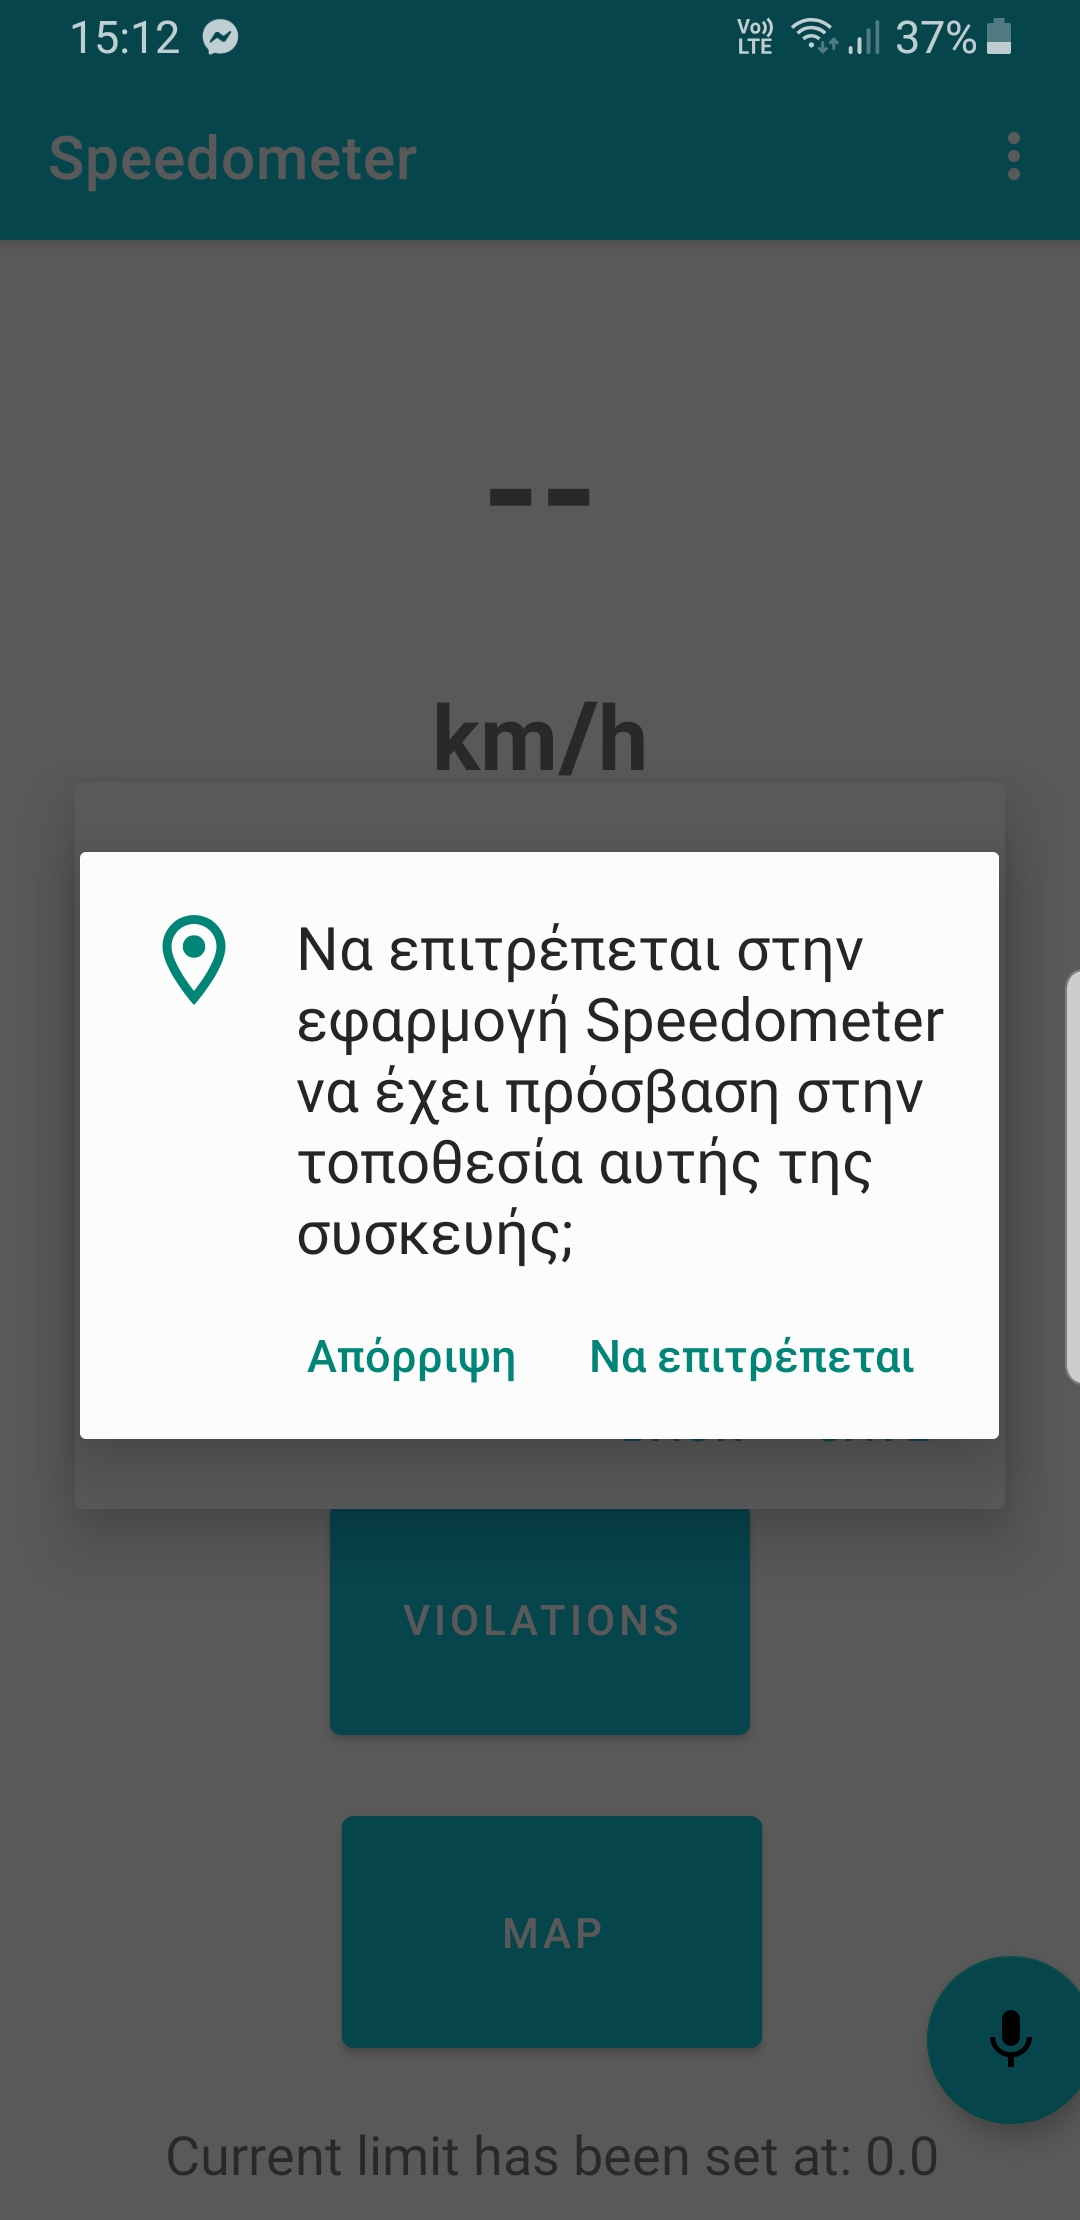 15:12 Vo)) LTE 37%
Speedometer
--
km/h
Να επιτρέπεται στην
εφαρμογή Speedometer
να έχει πρόσβαση στην
τοποθεσία αυτής της
συσκευής;
Απόρριψη Να επιτρέπεται
VIOLATIONS
MAP
Current limit has been set at: 0.0